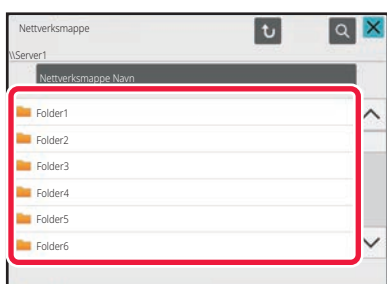 Nettverksmappe
\\Server1
Nettverksmappe Navn
Folder1
Folder2
Folder3
Folder4
Folder5
Folder6